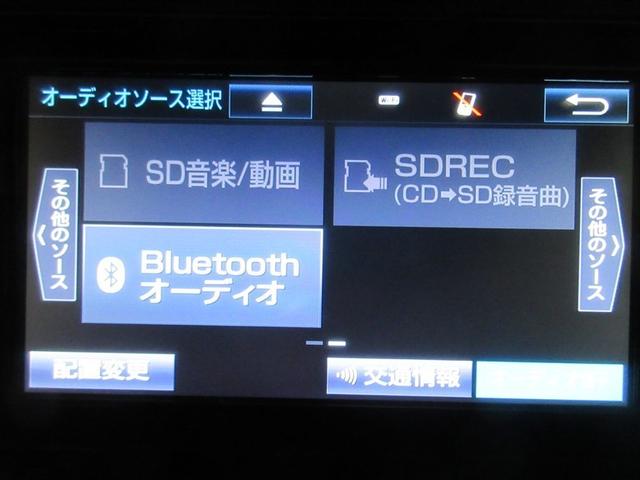 オーディオソース選択
Wi-Fi
SD音楽/動画
SDREC
(CD➡SD録音曲)
その他のソース
その他のソース
Bluetooth
オーディオ
配置変更
交通情報